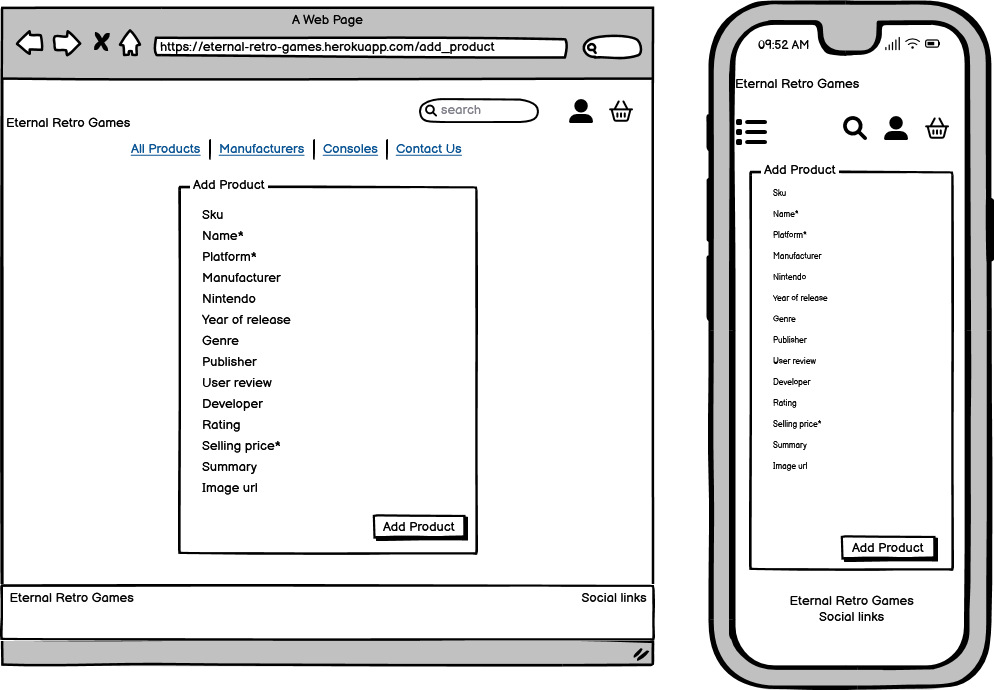 A Web Page
https://eternal-retro-games.herokuapp.com/add_product
search
Eternal Retro Games
All Products
Manufacturers
Consoles
Contact Us
Add Product
Sku
Name*
Platform*
Manufacturer
Nintendo
Year of release
Genre
Publisher
User review
Developer
Rating
Selling price*
Summary
Image url
Add Product
Eternal Retro Games
Social links
09:52 AM
Eternal Retro Games
Add Product
Sku
Name*
Platform*
Manufacturer
Nintendo
Year of release
Genre
Publisher
User review
Developer
Rating
Selling price*
Summary
Image url
Add Product
Eternal Retro Games
Social links